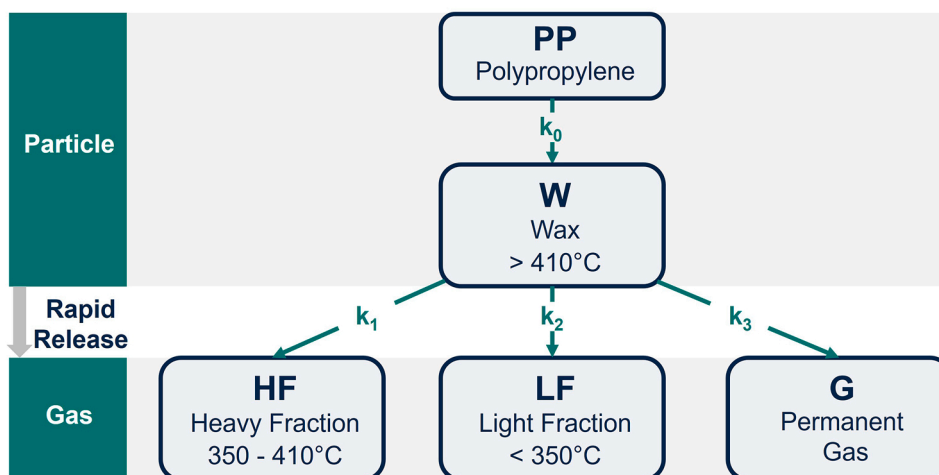 PP
Polypropylene
Particle
k₀
W
Wax
> 410°C
Rapid
Release
k₁
k₂
k₃
Gas
HF
Heavy Fraction
350 - 410°C
LF
Light Fraction
< 350°C
G
Permanent
Gas